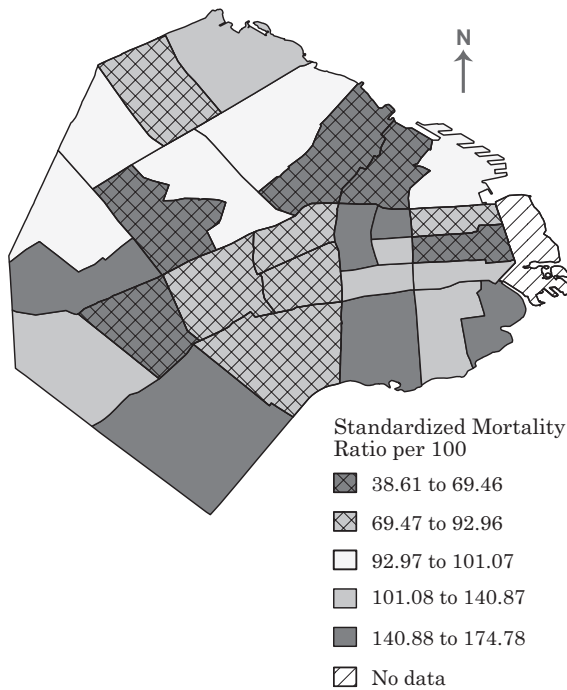 N
Standardized Mortality
Ratio per 100
38.61 to 69.46
69.47 to 92.96
92.97 to 101.07
101.08 to 140.87
140.88 to 174.78
No data